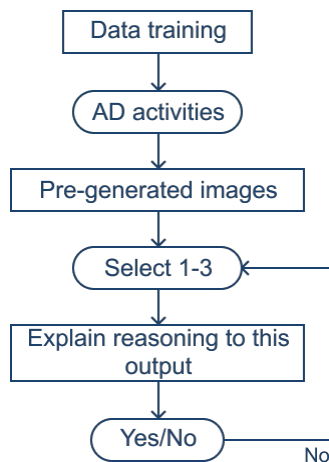 Data training
AD activities
Pre-generated images
Select 1-3
Explain reasoning to this
output
Yes/No
No